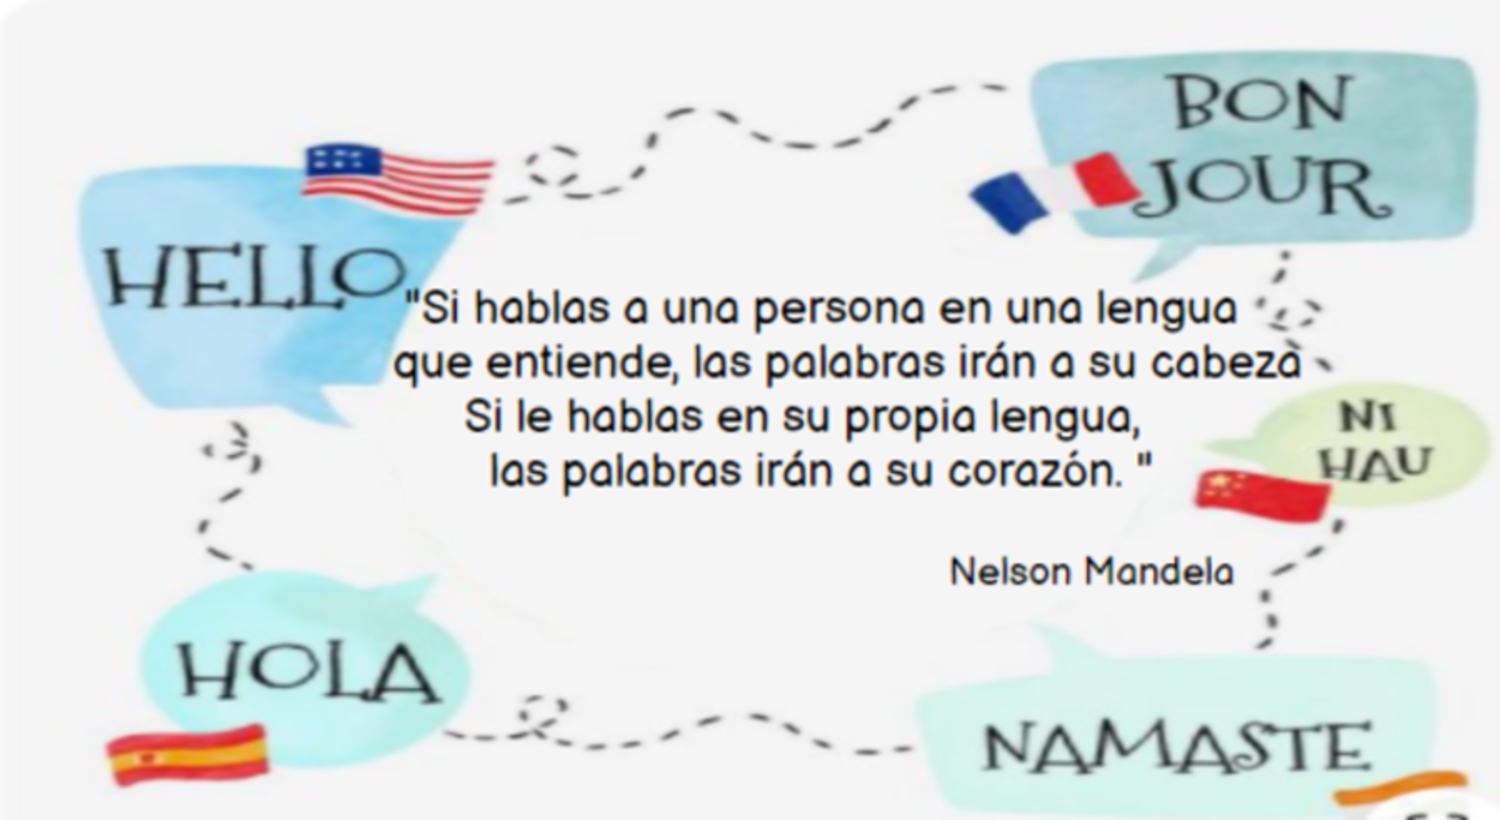 BON
JOUR
HELLO
"Si hablas a una persona en una lengua
que entiende, las palabras irán a su cabeza
Si le hablas en su propia lengua,
las palabras irán a su corazón. "
NI
HAU
Nelson Mandela
HOLA
NAMASTE